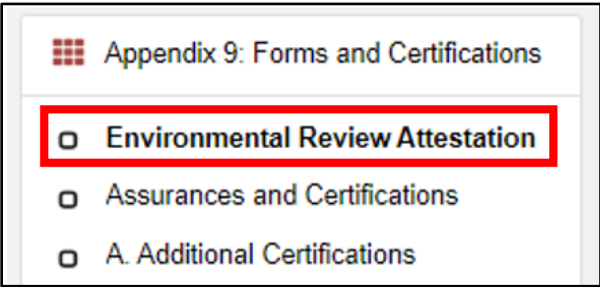 Appendix 9: Forms and Certifications
Environmental Review Attestation
Assurances and Certifications
A. Additional Certifications